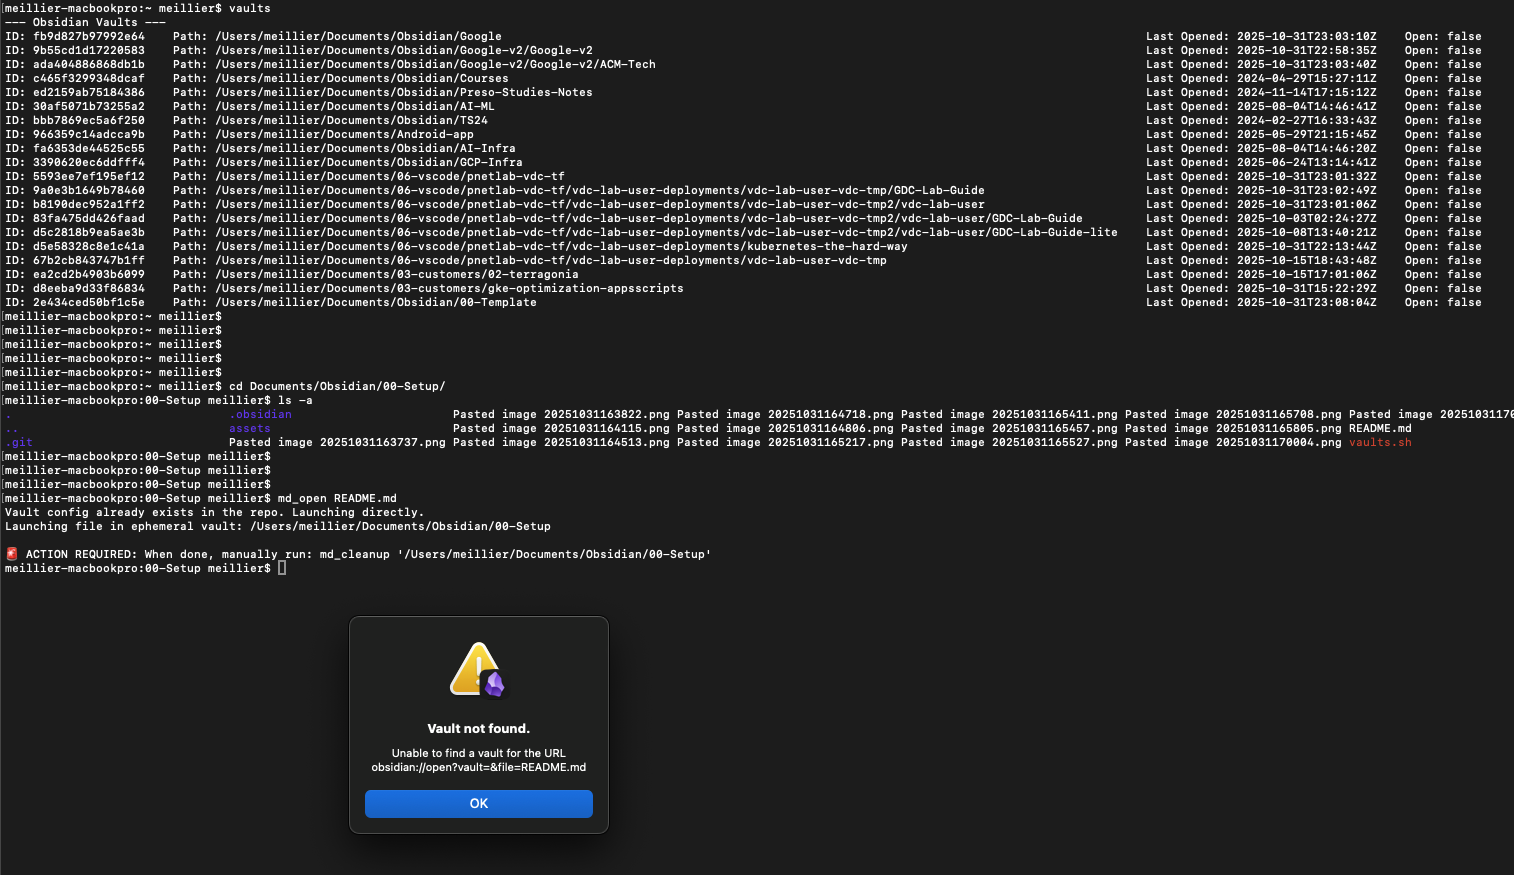 meillier-macbookpro:~ meillier$ vaults
--- Obsidian Vaults ---
ID: fb9d827b97992e64    Path: /Users/meillier/Documents/Obsidian/Google    Last Opened: 2025-10-31T23:03:10Z    Open: false
ID: 9b55cd1d17220583    Path: /Users/meillier/Documents/Obsidian/Google-v2/Google-v2    Last Opened: 2025-10-31T22:58:35Z    Open: false
ID: ada404886868db1b    Path: /Users/meillier/Documents/Obsidian/Google-v2/Google-v2/ACM-Tech    Last Opened: 2025-10-31T23:03:40Z    Open: false
ID: c465f3299348dcaf    Path: /Users/meillier/Documents/Obsidian/Courses    Last Opened: 2024-04-29T15:27:11Z    Open: false
ID: ed2159ab75184386    Path: /Users/meillier/Documents/Obsidian/Preso-Studies-Notes    Last Opened: 2024-11-14T17:15:12Z    Open: false
ID: 30af5071b73255a2    Path: /Users/meillier/Documents/Obsidian/AI-ML    Last Opened: 2025-08-04T14:46:41Z    Open: false
ID: bbb7869ec5a6f250    Path: /Users/meillier/Documents/Obsidian/TS24    Last Opened: 2024-02-27T16:33:43Z    Open: false
ID: 966359c14adcca9b    Path: /Users/meillier/Documents/Android-app    Last Opened: 2025-05-29T21:15:45Z    Open: false
ID: fa6353de44525c55    Path: /Users/meillier/Documents/Obsidian/AI-Infra    Last Opened: 2025-08-04T14:46:20Z    Open: false
ID: 3390620ec6ddfff4    Path: /Users/meillier/Documents/Obsidian/GCP-Infra    Last Opened: 2025-06-24T13:14:41Z    Open: false
ID: 5593ee7ef195ef12    Path: /Users/meillier/Documents/06-vscode/pnetlab-vdc-tf    Last Opened: 2025-10-31T23:01:32Z    Open: false
ID: 9a0e3b1649b78460    Path: /Users/meillier/Documents/06-vscode/pnetlab-vdc-tf/vdc-lab-user-deployments/vdc-lab-user-vdc-tmp/GDC-Lab-Guide    Last Opened: 2025-10-31T23:02:49Z    Open: false
ID: b8190dec952a1ff2    Path: /Users/meillier/Documents/06-vscode/pnetlab-vdc-tf/vdc-lab-user-deployments/vdc-lab-user-vdc-tmp2/vdc-lab-user    Last Opened: 2025-10-31T23:01:06Z    Open: false
ID: 83fa475dd426faad    Path: /Users/meillier/Documents/06-vscode/pnetlab-vdc-tf/vdc-lab-user-deployments/vdc-lab-user-vdc-tmp2/vdc-lab-user/GDC-Lab-Guide    Last Opened: 2025-10-03T02:24:27Z    Open: false
ID: d5c2818b9ea5ae3b    Path: /Users/meillier/Documents/06-vscode/pnetlab-vdc-tf/vdc-lab-user-deployments/vdc-lab-user-vdc-tmp2/vdc-lab-user/GDC-Lab-Guide-lite    Last Opened: 2025-10-08T13:40:21Z    Open: false
ID: d5e58328c8e1c41a    Path: /Users/meillier/Documents/06-vscode/pnetlab-vdc-tf/vdc-lab-user-deployments/kubernetes-the-hard-way    Last Opened: 2025-10-31T22:13:44Z    Open: false
ID: 67b2cb843747b1ff    Path: /Users/meillier/Documents/06-vscode/pnetlab-vdc-tf/vdc-lab-user-deployments/vdc-lab-user-vdc-tmp    Last Opened: 2025-10-15T18:43:48Z    Open: false
ID: ea2cd2b4903b6099    Path: /Users/meillier/Documents/03-customers/02-terragonia    Last Opened: 2025-10-15T17:01:06Z    Open: false
ID: d8eeba9d33f86834    Path: /Users/meillier/Documents/03-customers/gke-optimization-appsscripts    Last Opened: 2025-10-31T15:22:29Z    Open: false
ID: 2e434ced50bf1c5e    Path: /Users/meillier/Documents/Obsidian/00-Template    Last Opened: 2025-10-31T23:08:04Z    Open: false
meillier-macbookpro:~ meillier$
meillier-macbookpro:~ meillier$
meillier-macbookpro:~ meillier$
meillier-macbookpro:~ meillier$
meillier-macbookpro:~ meillier$
meillier-macbookpro:~ meillier$ cd Documents/Obsidian/00-Setup/
meillier-macbookpro:00-Setup meillier$ ls -a
.    .obsidian    Pasted image 20251031163822.png Pasted image 20251031164718.png Pasted image 20251031165411.png Pasted image 20251031165708.png Pasted image 2025103170
..    assets    Pasted image 20251031164115.png Pasted image 20251031164806.png Pasted image 20251031165457.png Pasted image 20251031165805.png README.md
.git    Pasted image 20251031163737.png Pasted image 20251031164513.png Pasted image 20251031165217.png Pasted image 20251031165527.png Pasted image 20251031170004.png vaults.sh
meillier-macbookpro:00-Setup meillier$
meillier-macbookpro:00-Setup meillier$
meillier-macbookpro:00-Setup meillier$
meillier-macbookpro:00-Setup meillier$ md_open README.md
Vault config already exists in the repo. Launching directly.
Launching file in ephemeral vault: /Users/meillier/Documents/Obsidian/00-Setup
🚨 ACTION REQUIRED: When done, manually run: md_cleanup '/Users/meillier/Documents/Obsidian/00-Setup'
meillier-macbookpro:00-Setup meillier$
Vault not found.
Unable to find a vault for the URL
obsidian://open?vault=&file=README.md
OK